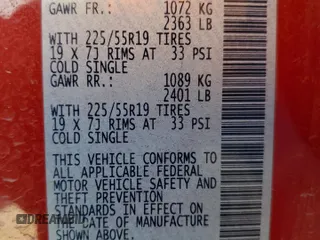 GAWR FR.: 1072 KG
2363 LB
WITH 225/55R19 TIRES
19 X 7J RIMS AT 33 PSI
COLD SINGLE
GAWR RR.: 1089 KG
2401 LB
WITH 225/55R19 TIRES
19 X 7J RIMS AT 33 PSI
COLD SINGLE
THIS VEHICLE CONFORMS TO
ALL APPLICABLE FEDERAL
MOTOR VEHICLE SAFETY AND
THEFT PREVENTION
STANDARDS IN EFFECT ON
DATE OF MANUFACTURE
SHOWN ABOVE.